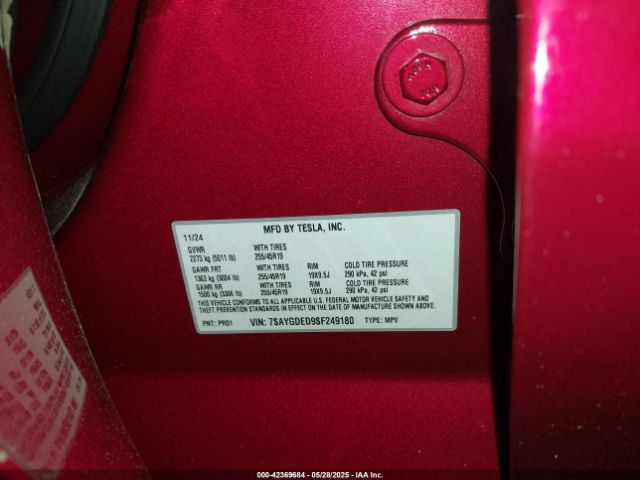 MFD BY TESLA, INC.
11/24
GVWR WITH TIRES
2273 kg (5011 lb) 255/45R19
GAWR FRT WITH TIRES RIM COLD TIRE PRESSURE
1363 kg (3004 lb) 255/45R19 19X9.5J 290 kPa, 42 psi
GAWR RR WITH TIRES RIM COLD TIRE PRESSURE
1500 kg (3306 lb) 255/45R19 19X9.5J 290 kPa, 42 psi
THIS VEHICLE CONFORMS TO ALL APPLICABLE U.S. FEDERAL MOTOR VEHICLE SAFETY AND
THEFT PREVENTION STANDARDS IN EFFECT ON THE DATE OF MANUFACTURE SHOWN ABOVE.
PNT: PR01 VIN: 7SAYGDED9SF249180 TYPE: MPV
000-42369684 | 05/28/2025 - IAA Inc.